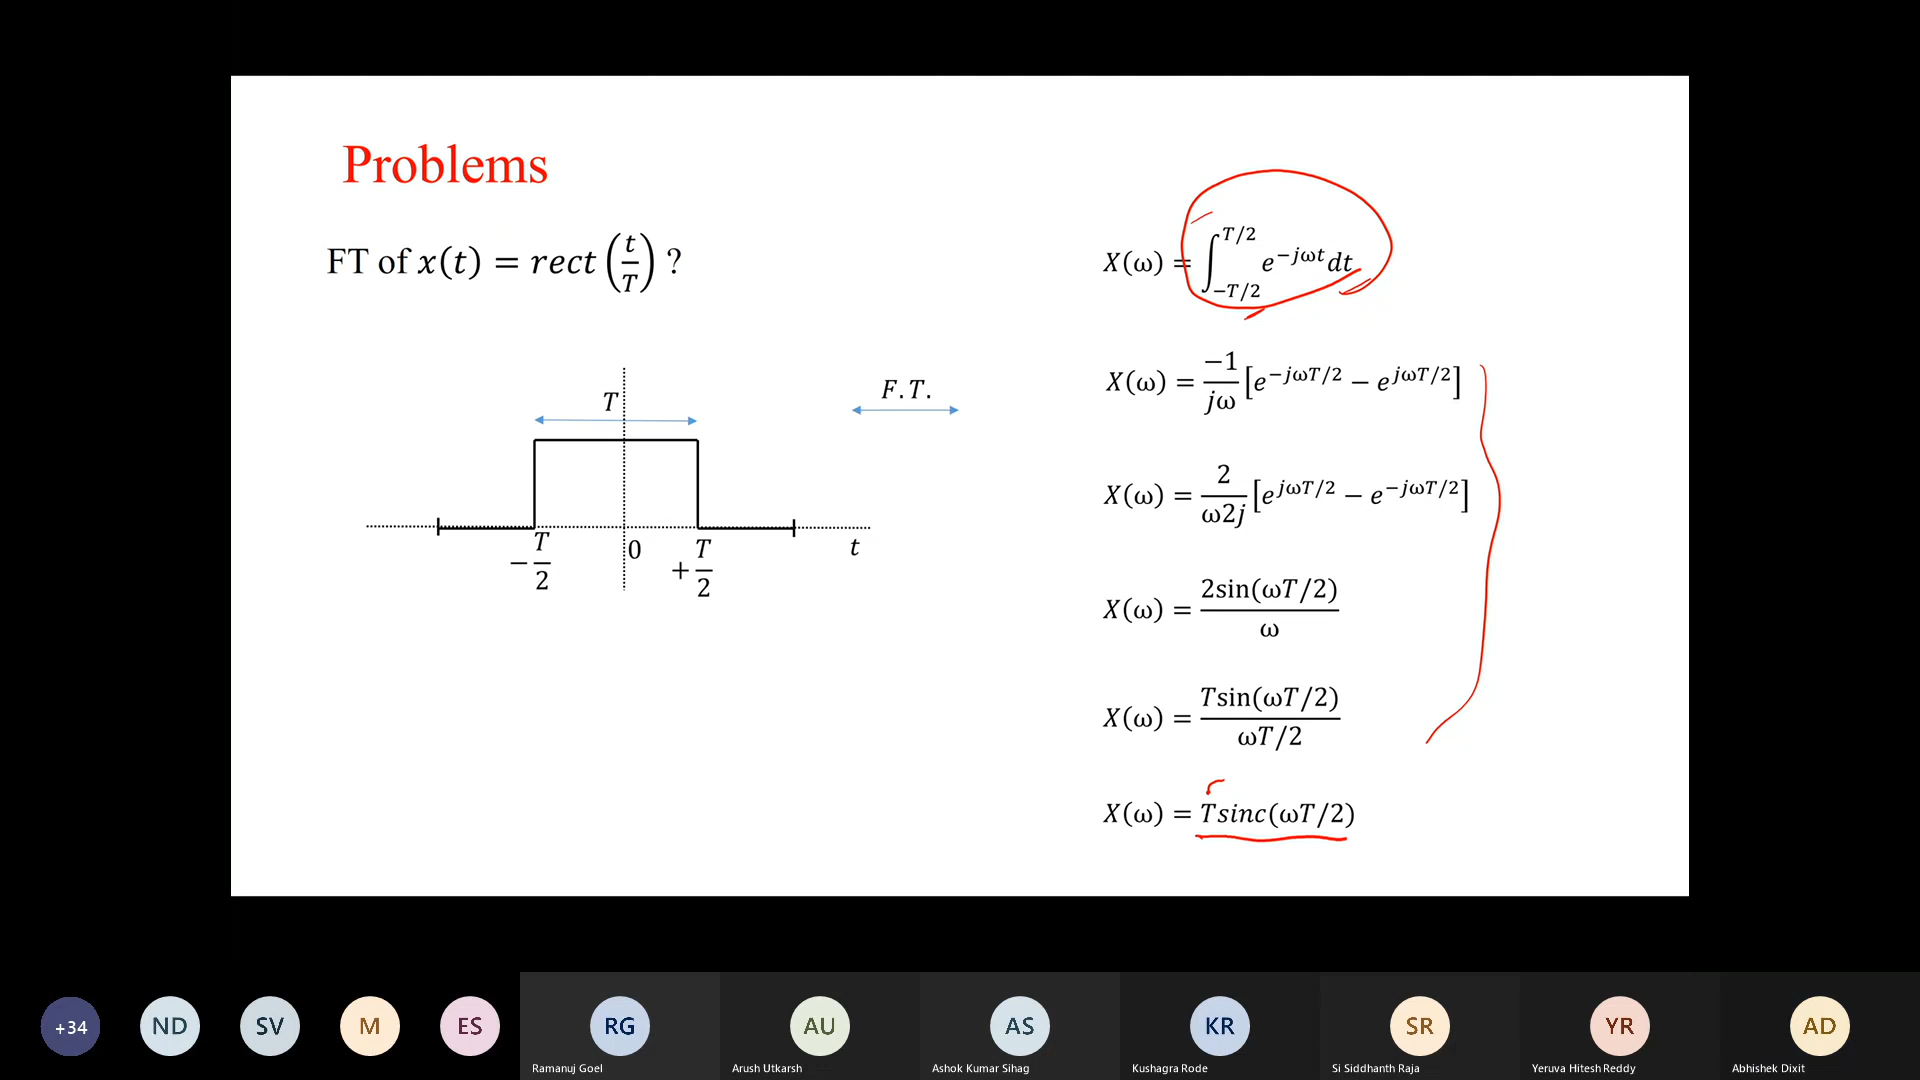 Problems
FT of x(t) = rect(t/T) ?
T
F.T.
−T/2
0
+T/2
t
X(ω) = ∫_{−T/2}^{T/2} e^{−jωt} dt
X(ω) = −1/jω [e^{−jωT/2} − e^{jωT/2}]
X(ω) = 2/ω2j [e^{jωT/2} − e^{−jωT/2}]
X(ω) = 2sin(ωT/2)/ω
X(ω) = Tsin(ωT/2)/ωT/2
X(ω) = Tsinc(ωT/2)
+34 ND SV M ES RG AU AS KR SR YR AD
Ramanuj Goel Arush Utkarsh Ashok Kumar Sihag Kushagra Rode Si Siddhanth Raja Yeruva Hitesh Reddy Abhishek Dixit